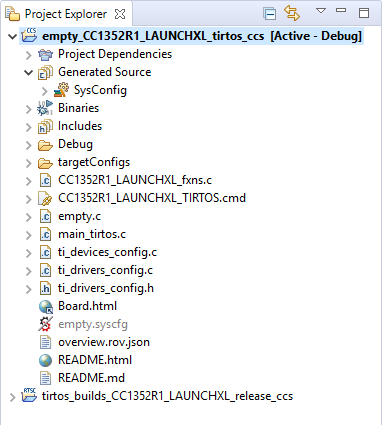 Project Explorer
empty_CC1352R1_LAUNCHXL_tirtos_ccs [Active - Debug]
Project Dependencies
Generated Source
SysConfig
Binaries
Includes
Debug
targetConfigs
CC1352R1_LAUNCHXL_fxns.c
CC1352R1_LAUNCHXL_TIRTOS.cmd
empty.c
main_tirtos.c
ti_devices_config.c
ti_drivers_config.c
ti_drivers_config.h
Board.html
empty.syscfg
overview.rov.json
README.html
README.md
tirtos_builds_CC1352R1_LAUNCHXL_release_ccs